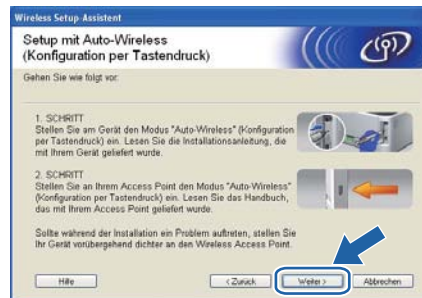 Wireless Setup-Assistent
Setup mit Auto-Wireless
(Konfiguration per Tastendruck)
Gehen Sie wie folgt vor.
1. SCHRITT
Stellen Sie am Gerät den Modus "Auto-Wireless" (Konfiguration
per Tastendruck) ein. Lesen Sie die Installationsanleitung, die
mit Ihrem Gerät geliefert wurde.
2. SCHRITT
Stellen Sie an Ihrem Access Point den Modus "Auto-Wireless"
(Konfiguration per Tastendruck) ein. Lesen Sie das Handbuch,
das mit Ihrem Access Point geliefert wurde.
Sollte während der Installation ein Problem auftreten, stellen Sie
Ihr Gerät vorübergehend dichter an den Wireless Access Point.
Hilfe
< Zurück
Weiter >
Abbrechen